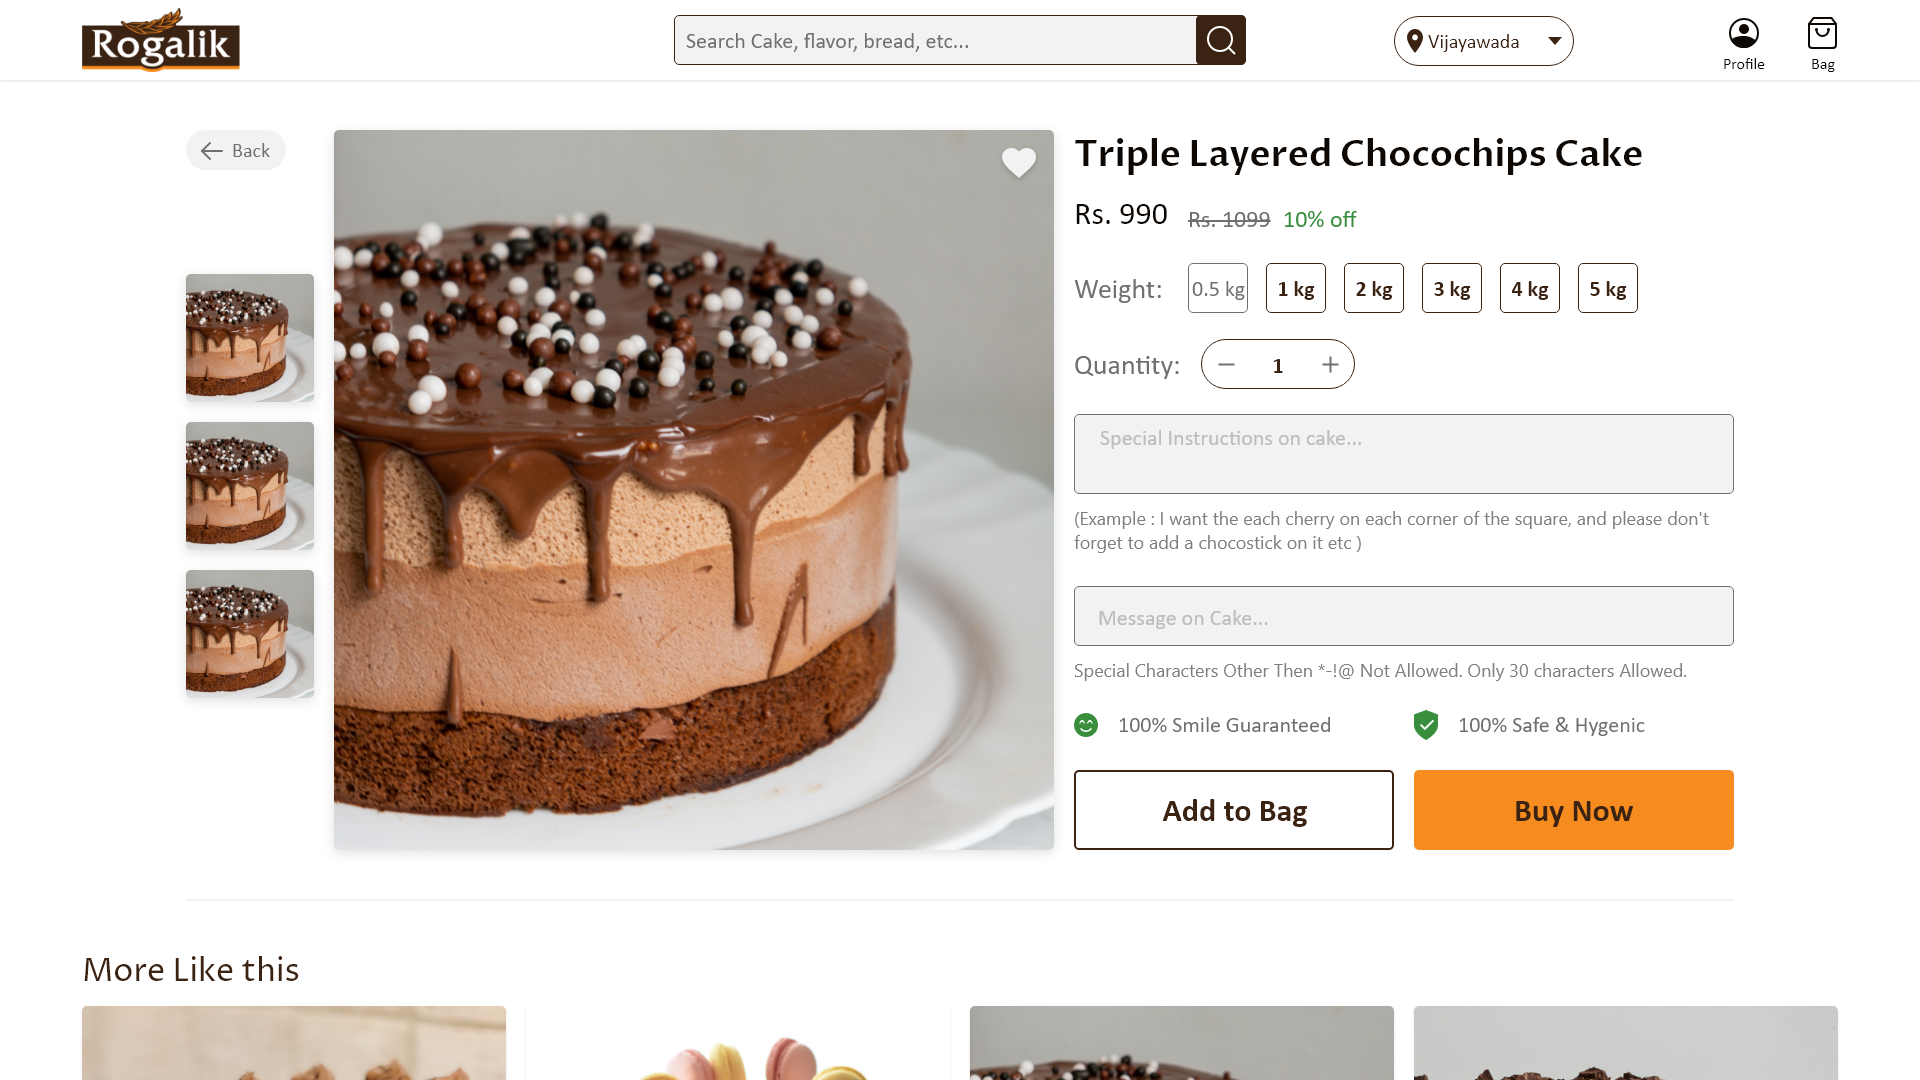 Rogalik
Search Cake, flavor, bread, etc...
Vijayawada
Profile
Bag
Back
Triple Layered Chocochips Cake
Rs. 990 Rs. 1099 10% off
Weight: 0.5 kg 1 kg 2 kg 3 kg 4 kg 5 kg
Quantity: 1
Special Instructions on cake...
(Example : I want the each cherry on each corner of the square, and please don't
forget to add a chocostick on it etc )
Message on Cake...
Special Characters Other Then *-!@ Not Allowed. Only 30 characters Allowed.
100% Smile Guaranteed
100% Safe & Hygenic
Add to Bag
Buy Now
More Like this